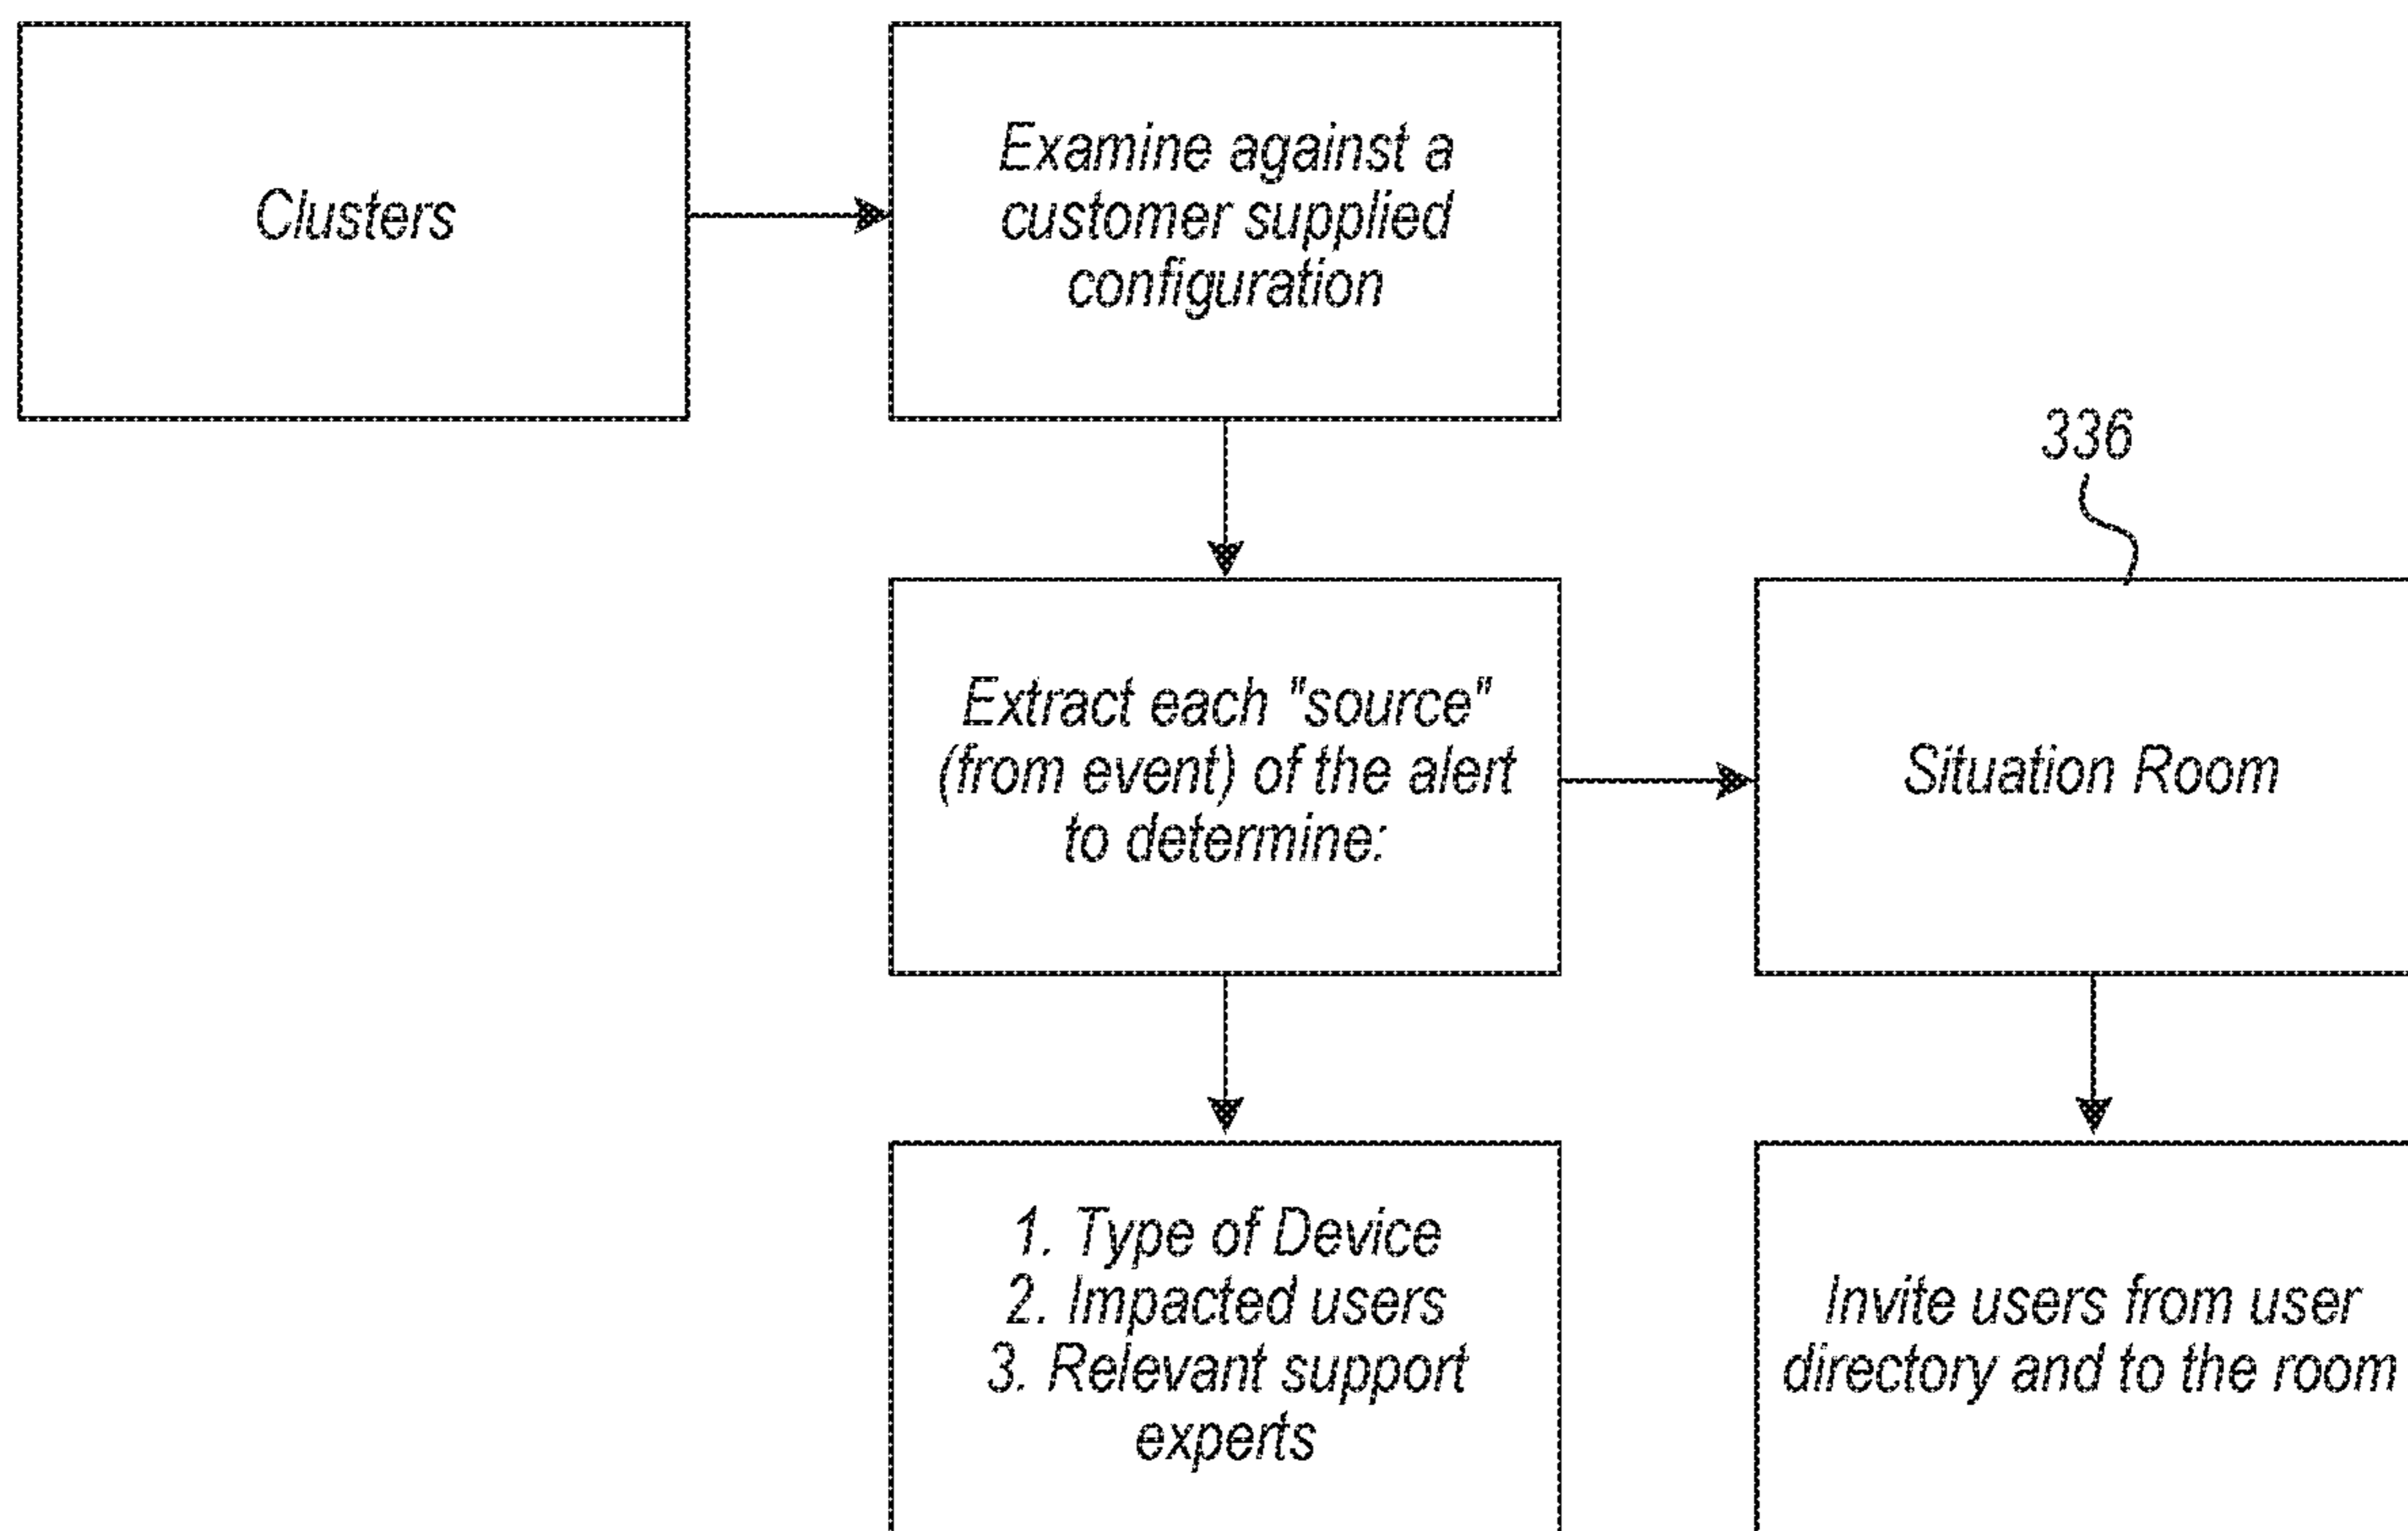 Clusters
Examine against a
customer supplied
configuration
336
Extract each "source"
(from event) of the alert
to determine:
Situation Room
1. Type of Device
2. Impacted users
3. Relevant support
experts
Invite users from user
directory and to the room